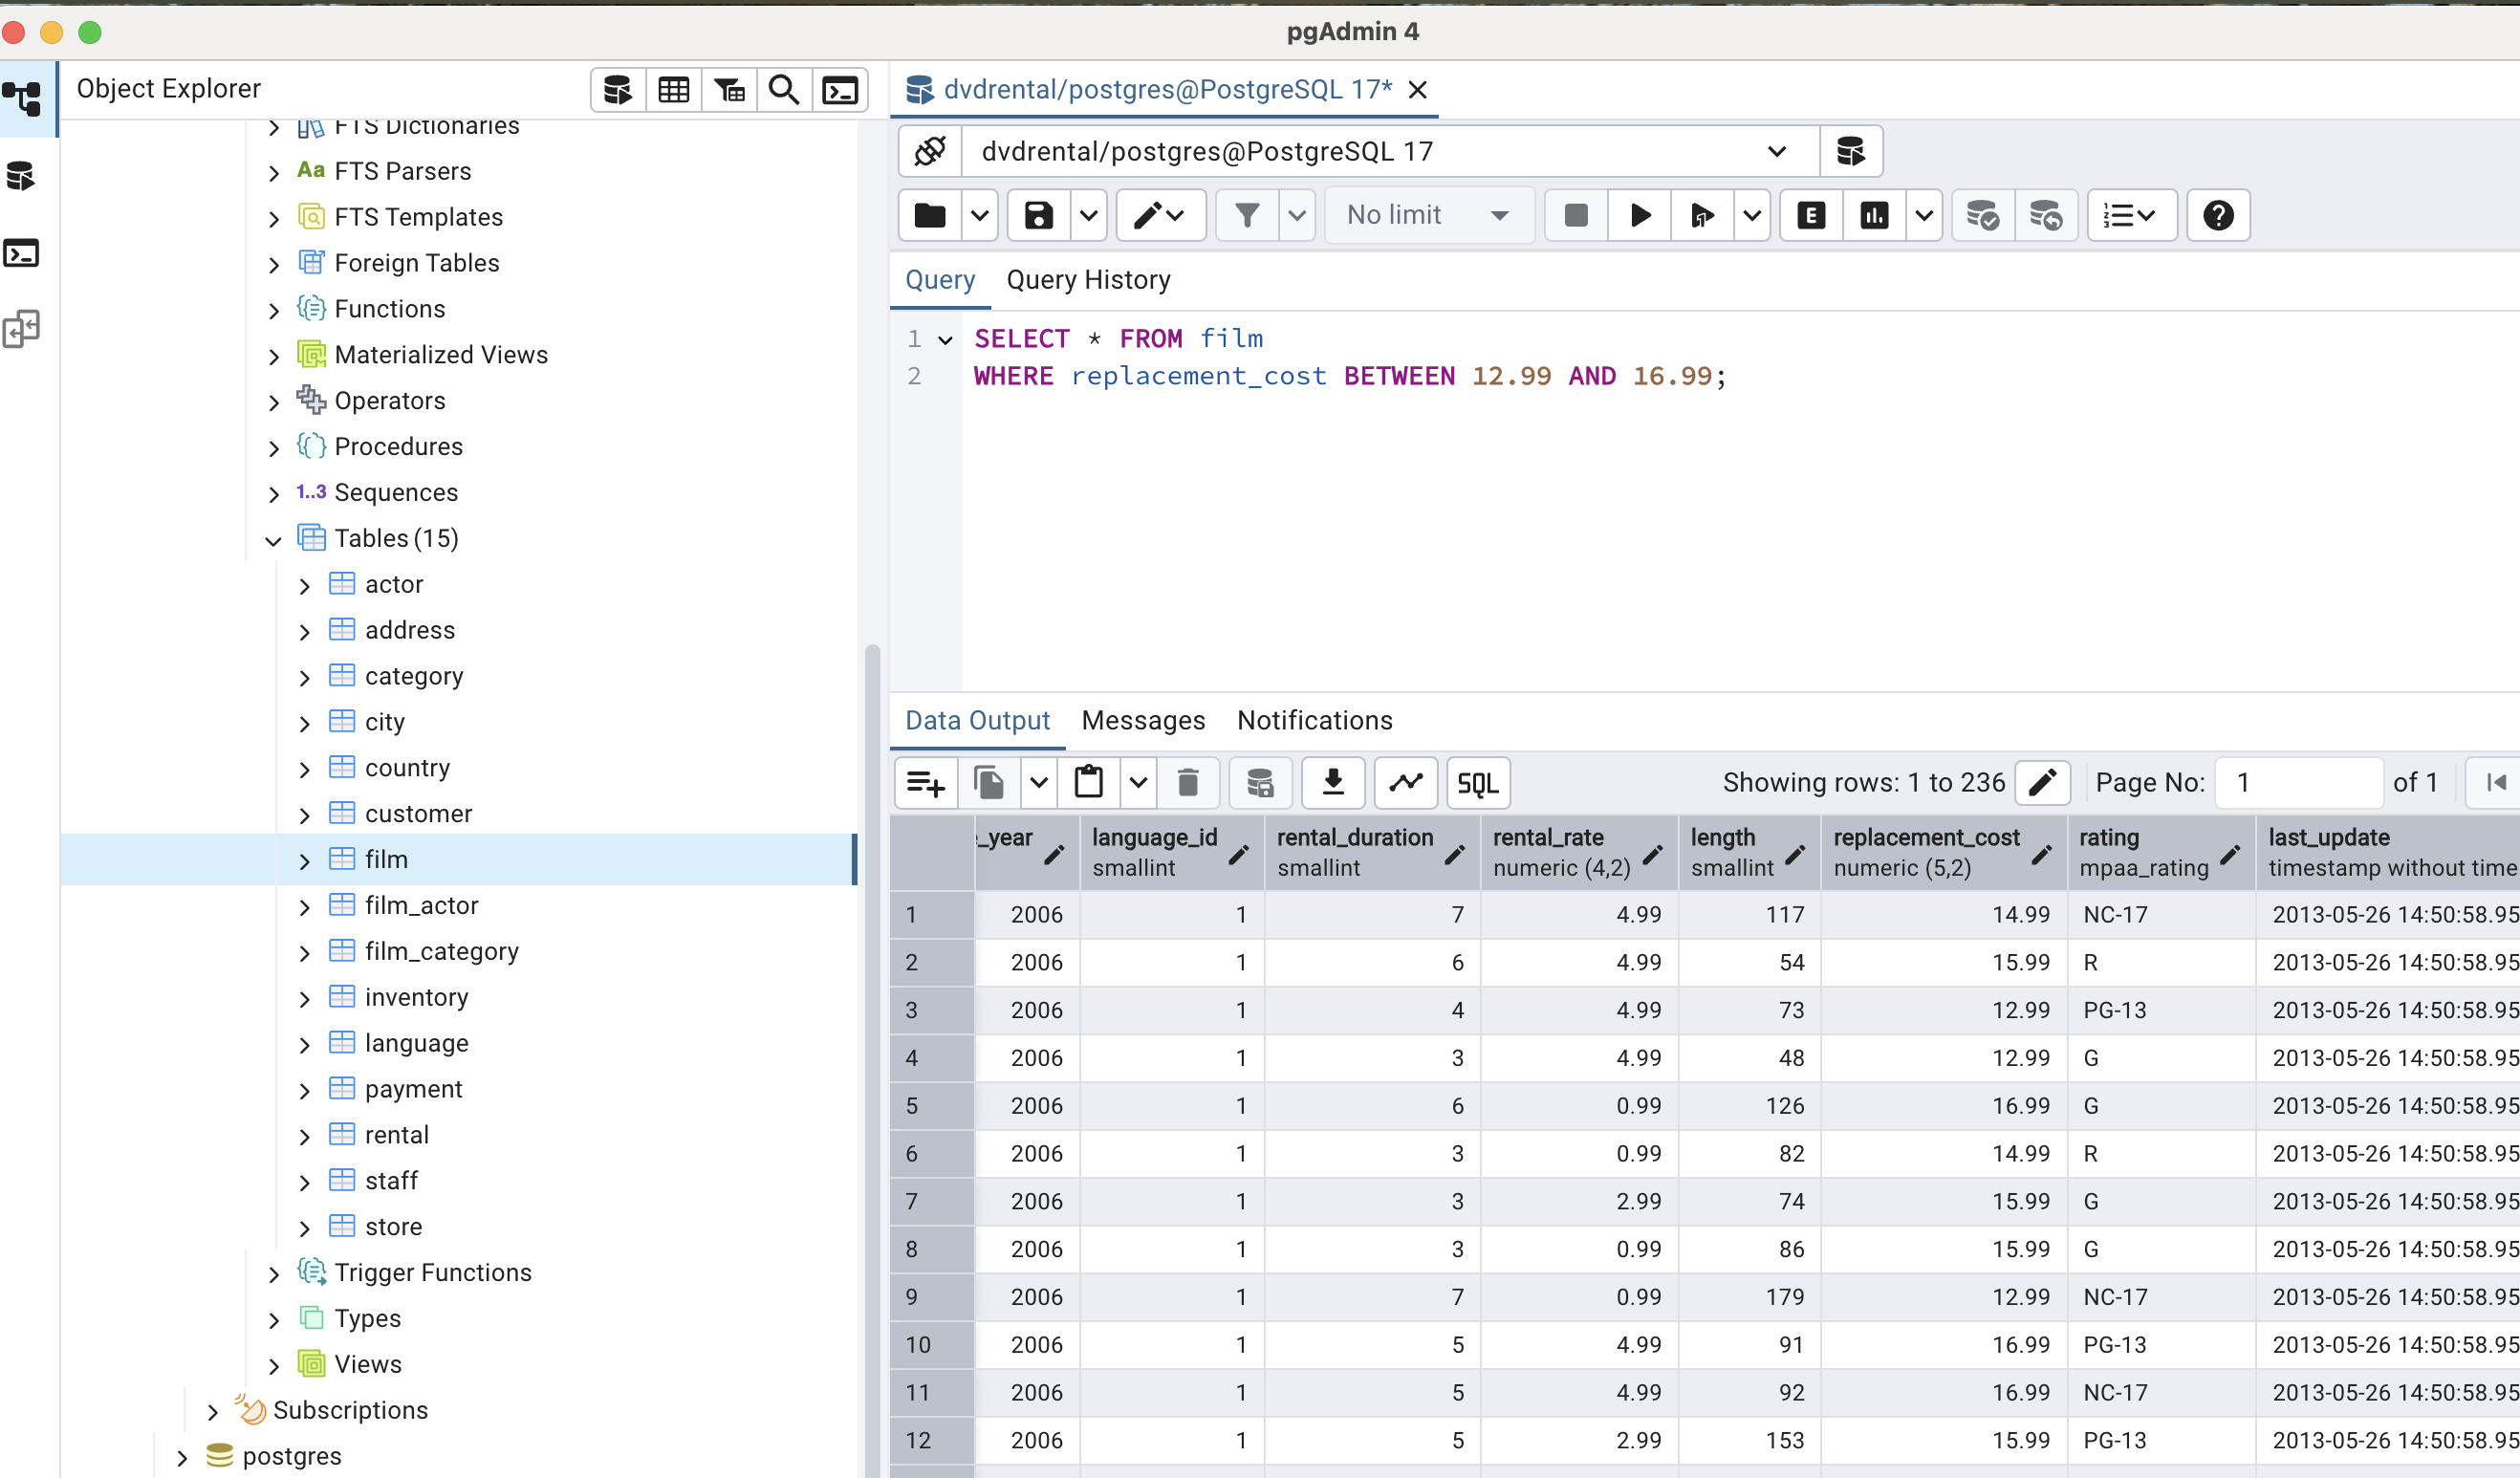 pgAdmin 4
Object Explorer
FTS Dictionaries
Aa FTS Parsers
FTS Templates
Foreign Tables
Functions
Materialized Views
Operators
Procedures
1..3 Sequences
Tables (15)
actor
address
category
city
country
customer
film
film_actor
film_category
inventory
language
payment
rental
staff
store
Trigger Functions
Types
Views
Subscriptions
postgres
dvdrental/postgres@PostgreSQL 17*
dvdrental/postgres@PostgreSQL 17
No limit E
Query Query History
1 SELECT * FROM film
2 WHERE replacement_cost BETWEEN 12.99 AND 16.99;
Data Output Messages Notifications
SQL Showing rows: 1 to 236 Page No: 1 of 1
_year language_id rental_duration rental_rate length replacement_cost rating last_update
smallint smallint numeric (4,2) smallint numeric (5,2) mpaa_rating timestamp without time
1 2006 1 7 4.99 117 14.99 NC-17 2013-05-26 14:50:58.95
2 2006 1 6 4.99 54 15.99 R 2013-05-26 14:50:58.95
3 2006 1 4 4.99 73 12.99 PG-13 2013-05-26 14:50:58.95
4 2006 1 3 4.99 48 12.99 G 2013-05-26 14:50:58.95
5 2006 1 6 0.99 126 16.99 G 2013-05-26 14:50:58.95
6 2006 1 3 0.99 82 14.99 R 2013-05-26 14:50:58.95
7 2006 1 3 2.99 74 15.99 G 2013-05-26 14:50:58.95
8 2006 1 3 0.99 86 15.99 G 2013-05-26 14:50:58.95
9 2006 1 7 0.99 179 12.99 NC-17 2013-05-26 14:50:58.95
10 2006 1 5 4.99 91 16.99 PG-13 2013-05-26 14:50:58.95
11 2006 1 5 4.99 92 16.99 NC-17 2013-05-26 14:50:58.95
12 2006 1 5 2.99 153 15.99 PG-13 2013-05-26 14:50:58.95